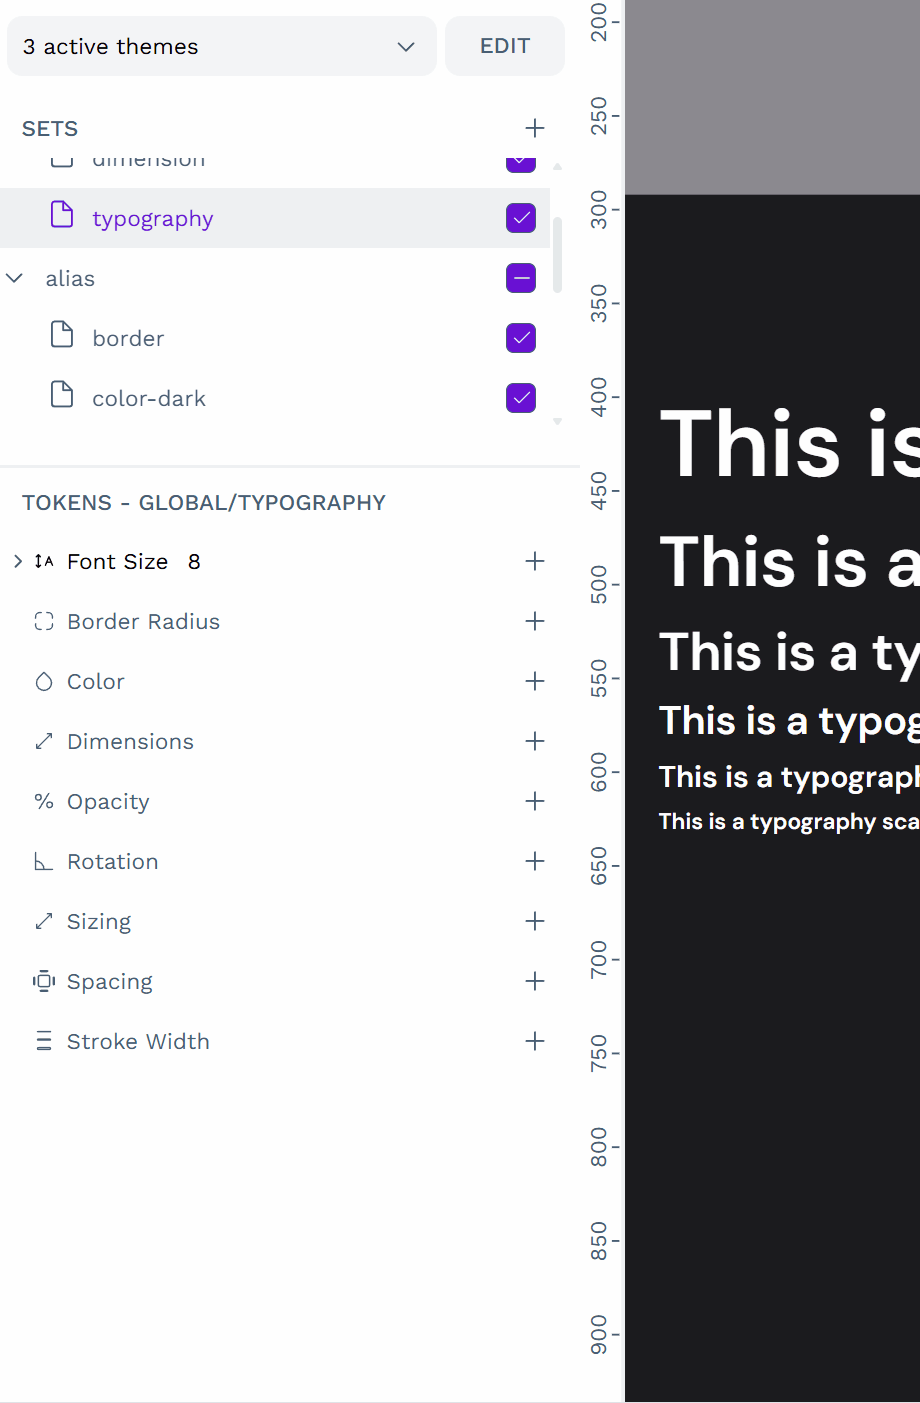 3 active themes
EDIT
SETS
dimension
typography
alias
border
color-dark
TOKENS - GLOBAL/TYPOGRAPHY
Font Size 8
Border Radius
Color
Dimensions
Opacity
Rotation
Sizing
Spacing
Stroke Width
200
250
300
350
400
450
500
550
600
650
700
750
800
850
900
This is
This is a
This is a ty
This is a typog
This is a typograph
This is a typography sca